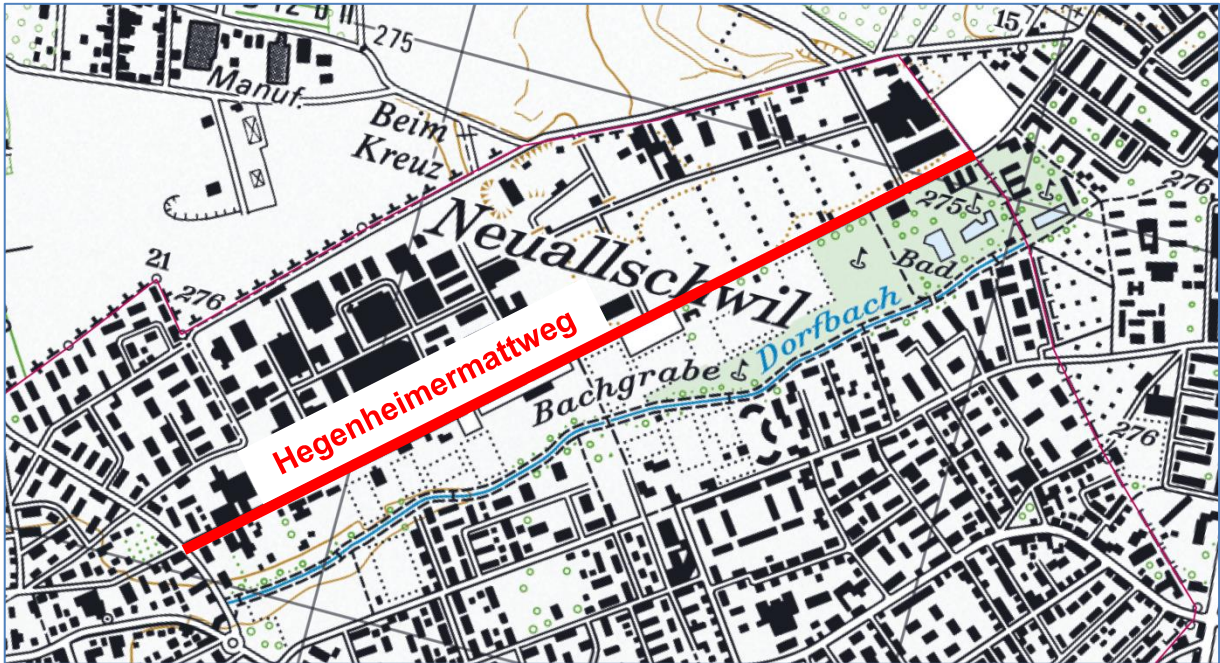 275
15
Manuf.
Beim
Kreuz
276
275
Neuallschwil
Bad
21
276
Dorfbach
Hegenheimermattweg
Bachgrabe
276